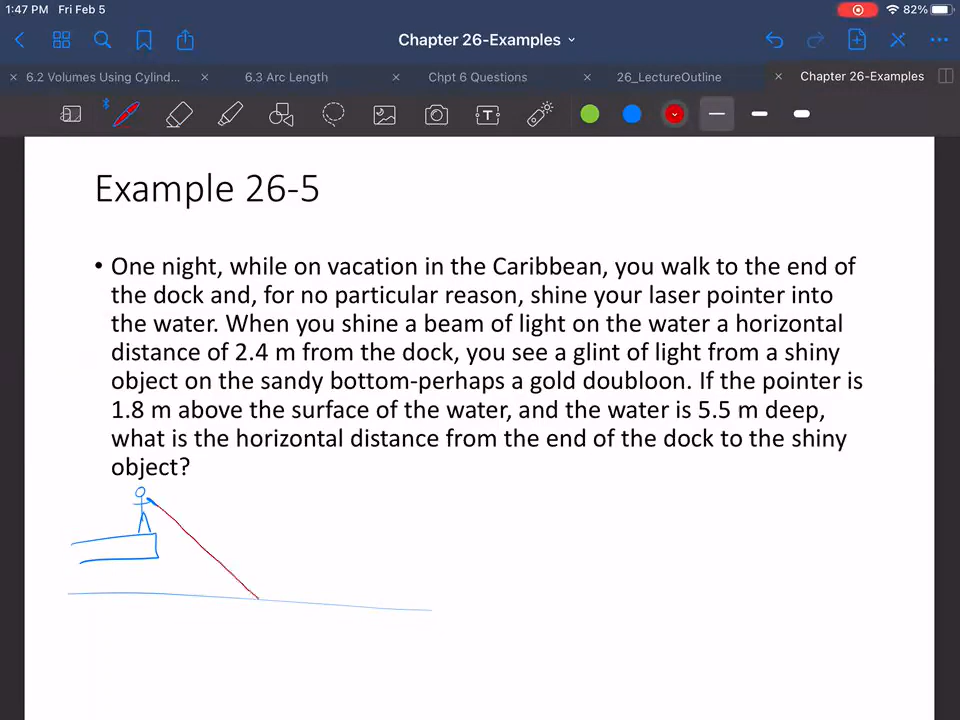 1:47 PM Fri Feb 5
82%
Chapter 26-Examples
6.2 Volumes Using Cylind...
6.3 Arc Length
Chpt 6 Questions
26_LectureOutline
Chapter 26-Examples
T
Example 26-5
• One night, while on vacation in the Caribbean, you walk to the end of
the dock and, for no particular reason, shine your laser pointer into
the water. When you shine a beam of light on the water a horizontal
distance of 2.4 m from the dock, you see a glint of light from a shiny
object on the sandy bottom-perhaps a gold doubloon. If the pointer is
1.8 m above the surface of the water, and the water is 5.5 m deep,
what is the horizontal distance from the end of the dock to the shiny
object?